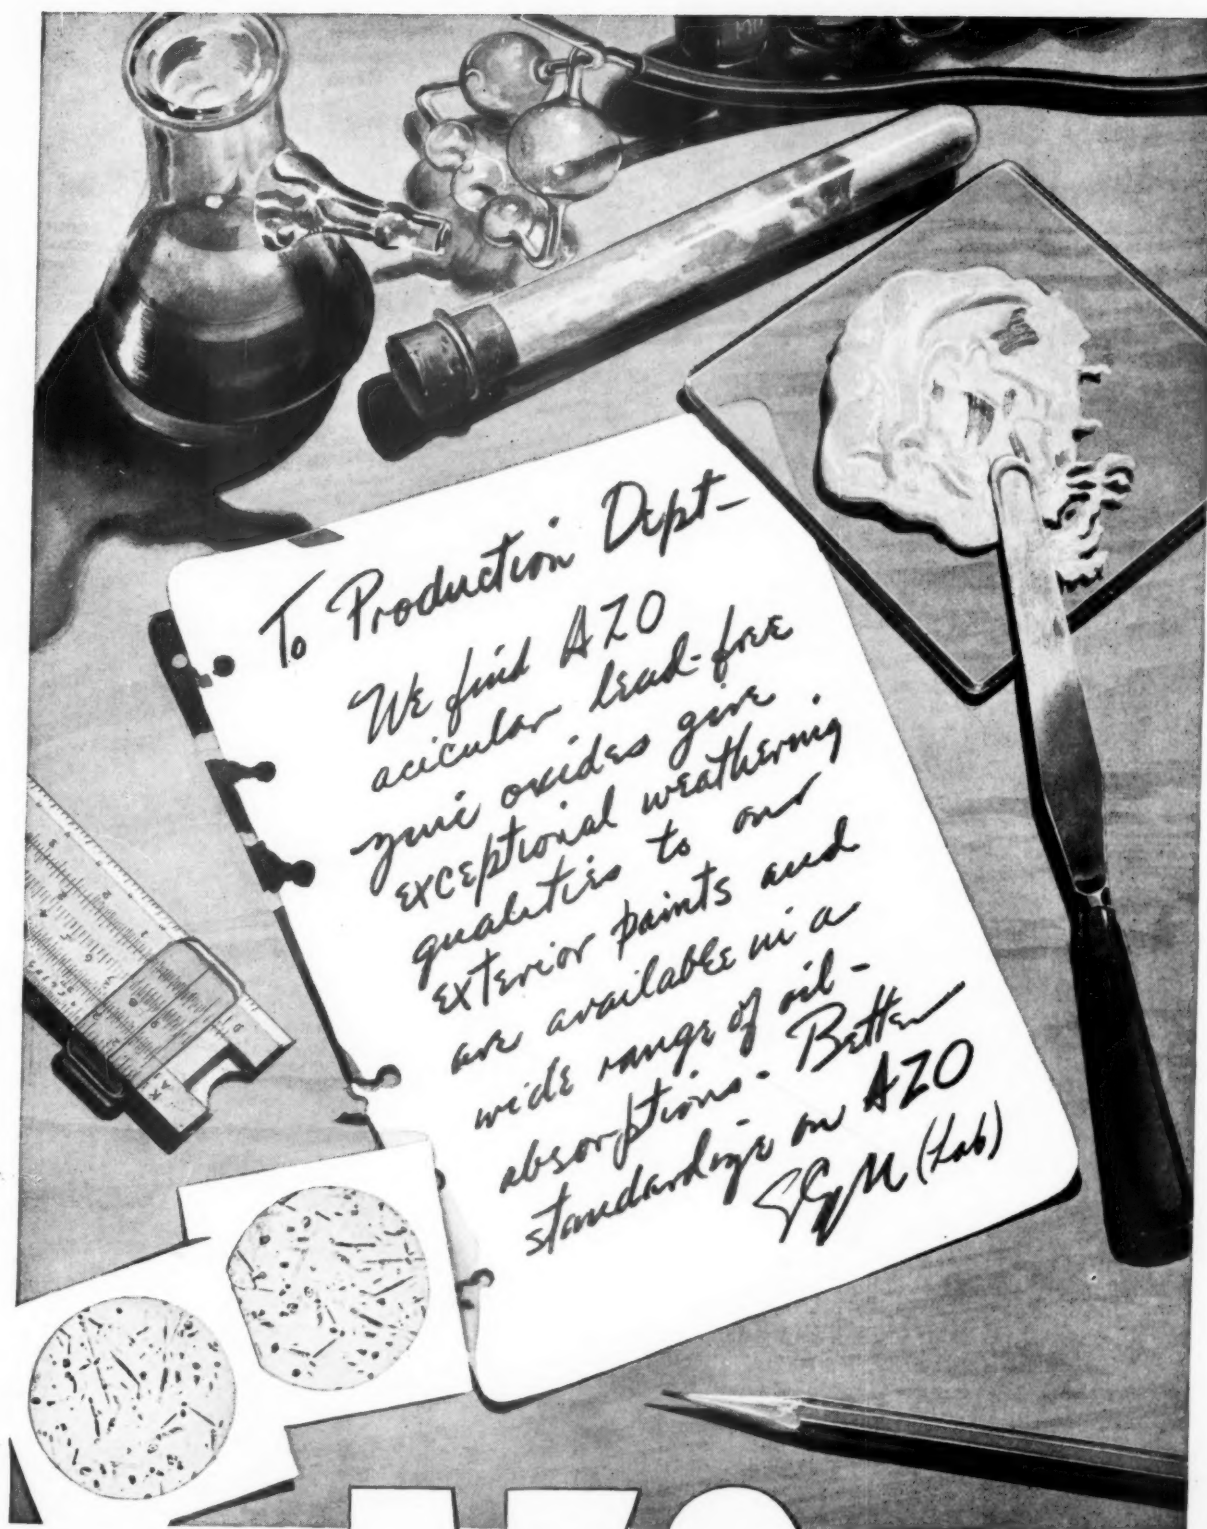 To Production Dept—
We find AZO
acicular lead-free
zinc oxides give
exceptional weathering
qualities to our
exterior paints and
are available in a
wide range of oil-
absorptions. Better
standardize on AZO
(Lab)